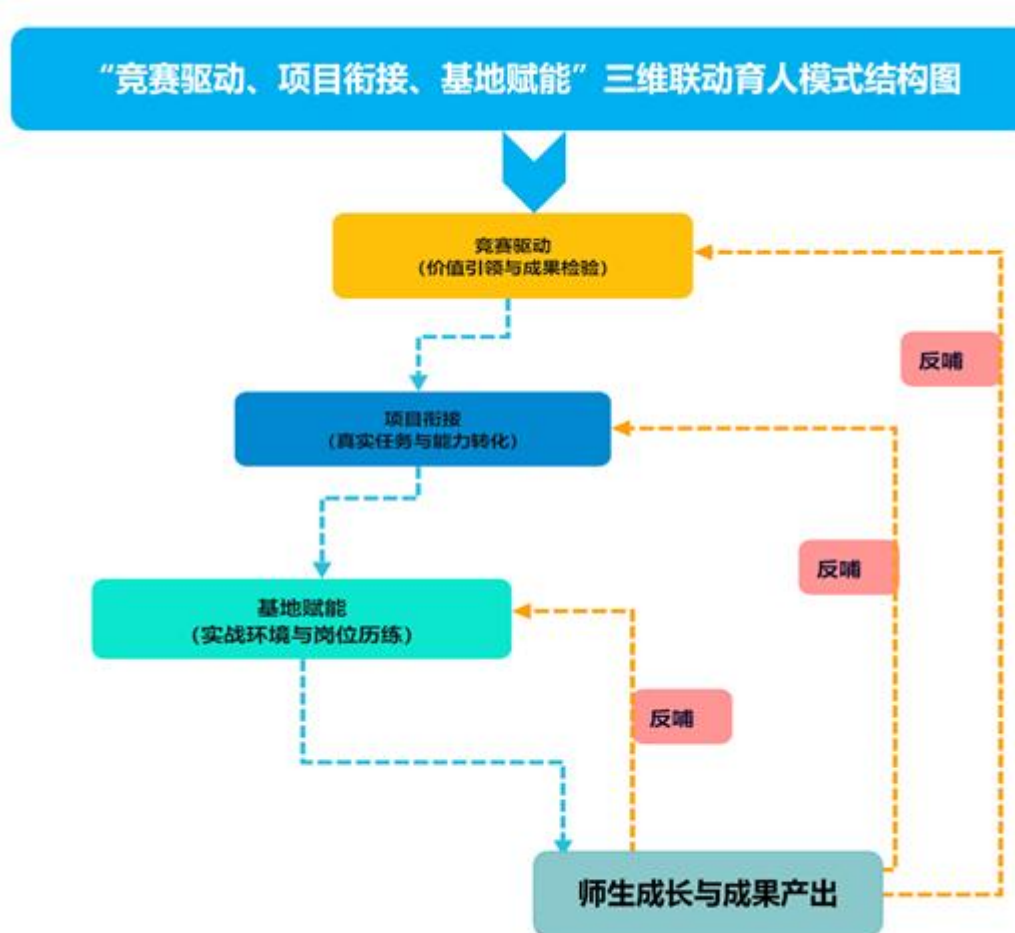 “竞赛驱动、项目衔接、基地赋能”三维联动育人模式结构图
竞赛驱动
(价值引领与成果检验)
反哺
项目衔接
(真实任务与能力转化)
反哺
基地赋能
(实战环境与岗位历练)
反哺
师生成长与成果产出